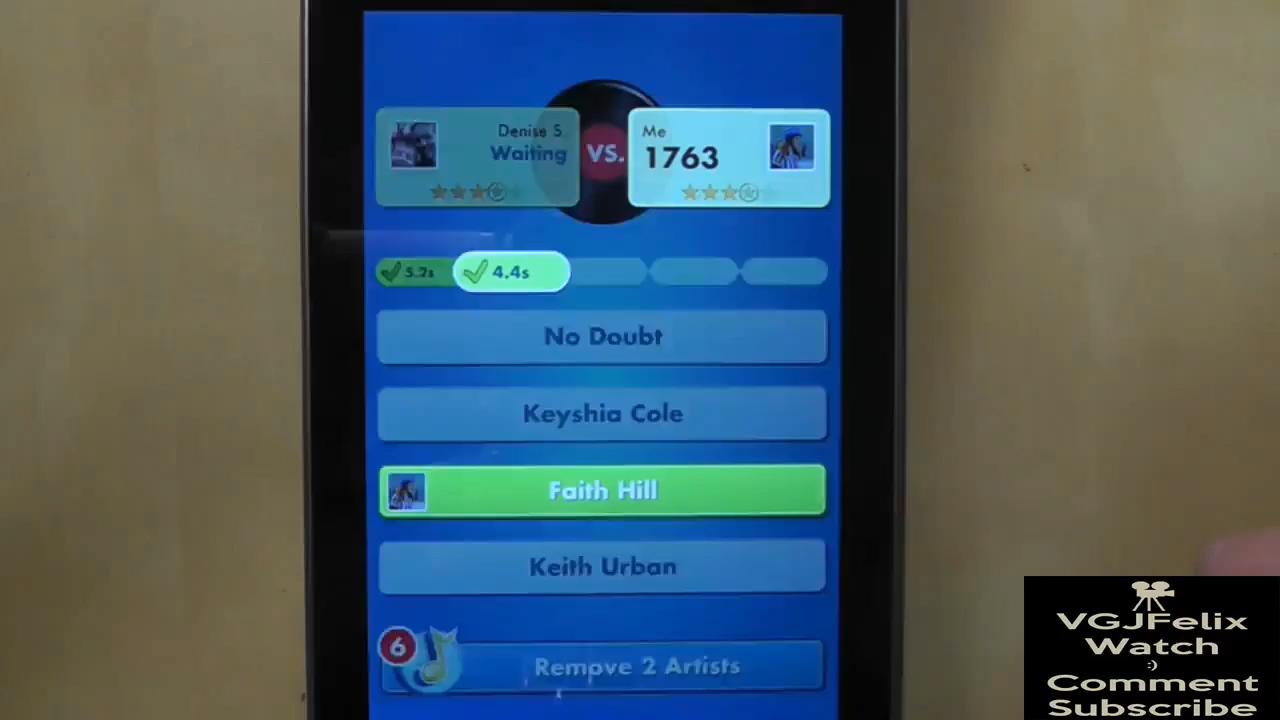 Denise S.
Waiting
VS.
Me
1763
5.2s
4.4s
No Doubt
Keyshia Cole
Faith Hill
Keith Urban
6
Remove 2 Artists
VGJFelix
Watch
:)
Comment
Subscribe